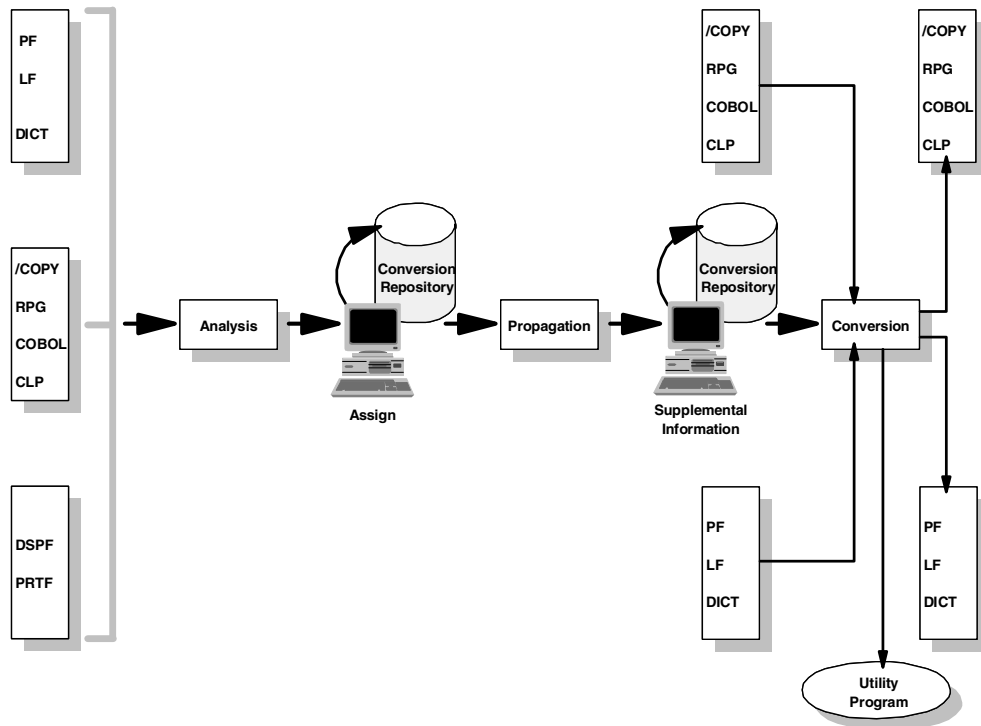 PF
LF
DICT
/COPY
RPG
COBOL
CLP
DSPF
PRTF
Analysis
Conversion
Repository
Assign
Propagation
Conversion
Repository
Supplemental
Information
/COPY
RPG
COBOL
CLP
Conversion
PF
LF
DICT
/COPY
RPG
COBOL
CLP
PF
LF
DICT
Utility
Program